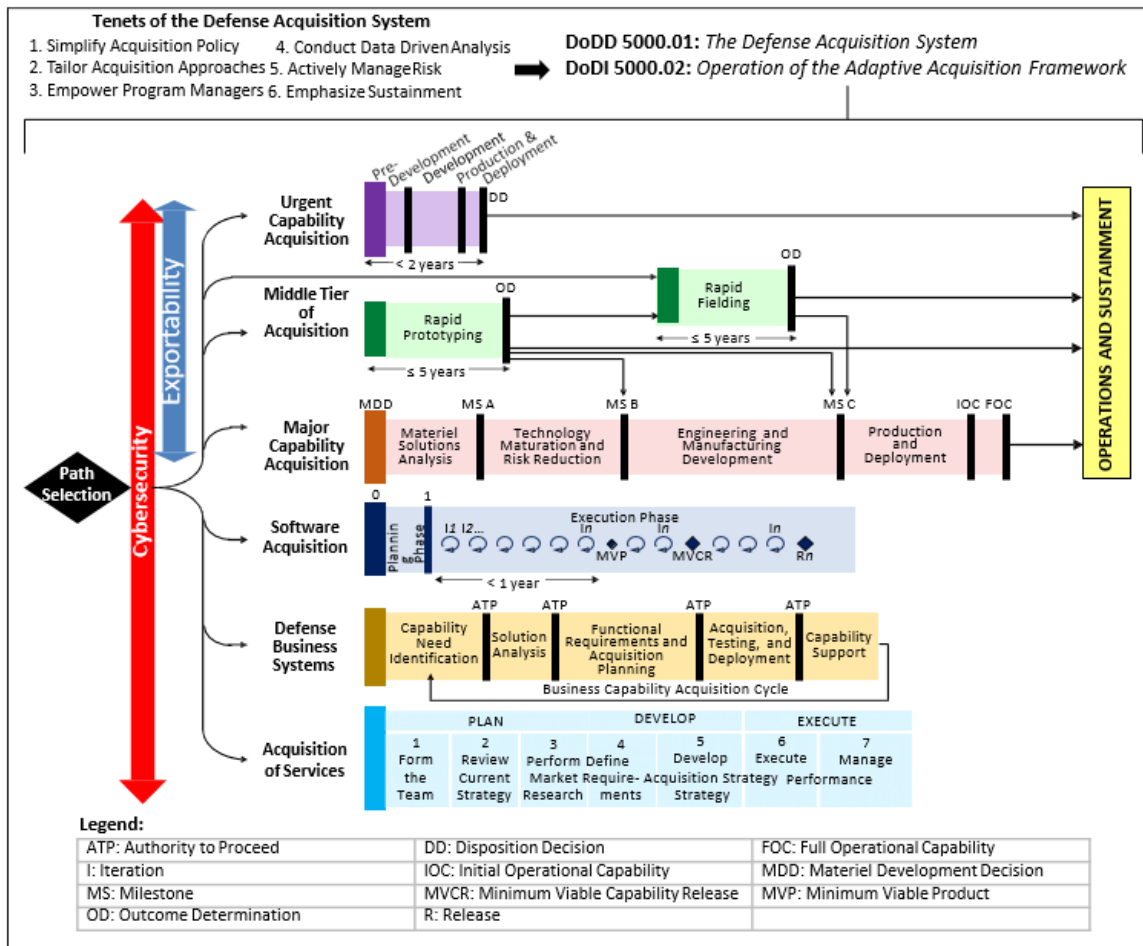 Tenets of the Defense Acquisition System
1. Simplify Acquisition Policy
2. Tailor Acquisition Approaches
3. Empower Program Managers
4. Conduct Data Driven Analysis
5. Actively Manage Risk
6. Emphasize Sustainment
DoDD 5000.01: The Defense Acquisition System
DoDI 5000.02: Operation of the Adaptive Acquisition Framework
Path
Selection
Cybersecurity
Exportability
OPERATIONS AND SUSTAINMENT
Urgent
Capability
Acquisition
Pre-
Development
Development
Production &
Deployment
DD
< 2 years
Middle Tier
of
Acquisition
Rapid
Prototyping
OD
≤ 5 years
Rapid
Fielding
OD
≤ 5 years
Major
Capability
Acquisition
MDD
MS A
MS B
MS C
IOC
FOC
Materiel
Solutions
Analysis
Technology
Maturation and
Risk Reduction
Engineering and
Manufacturing
Development
Production
and
Deployment
Software
Acquisition
0
1
Plannin
g Phase
Execution Phase
I1 I2...
In
In
In
MVP
MVCR
Rn
< 1 year
Defense
Business
Systems
ATP
ATP
ATP
ATP
Capability
Need
Identification
Solution
Analysis
Functional
Requirements and
Acquisition
Planning
Acquisition,
Testing, and
Deployment
Capability
Support
Business Capability Acquisition Cycle
Acquisition
of Services
PLAN
DEVELOP
EXECUTE
1 2 3 4 5 6 7
Form Review Perform Define Develop Execute Manage
the Current Market Require- Acquisition Strategy Performance
Team Strategy Research ments Strategy
Legend:
ATP: Authority to Proceed DD: Disposition Decision FOC: Full Operational Capability
I: Iteration IOC: Initial Operational Capability MDD: Materiel Development Decision
MS: Milestone MVCR: Minimum Viable Capability Release MVP: Minimum Viable Product
OD: Outcome Determination R: Release